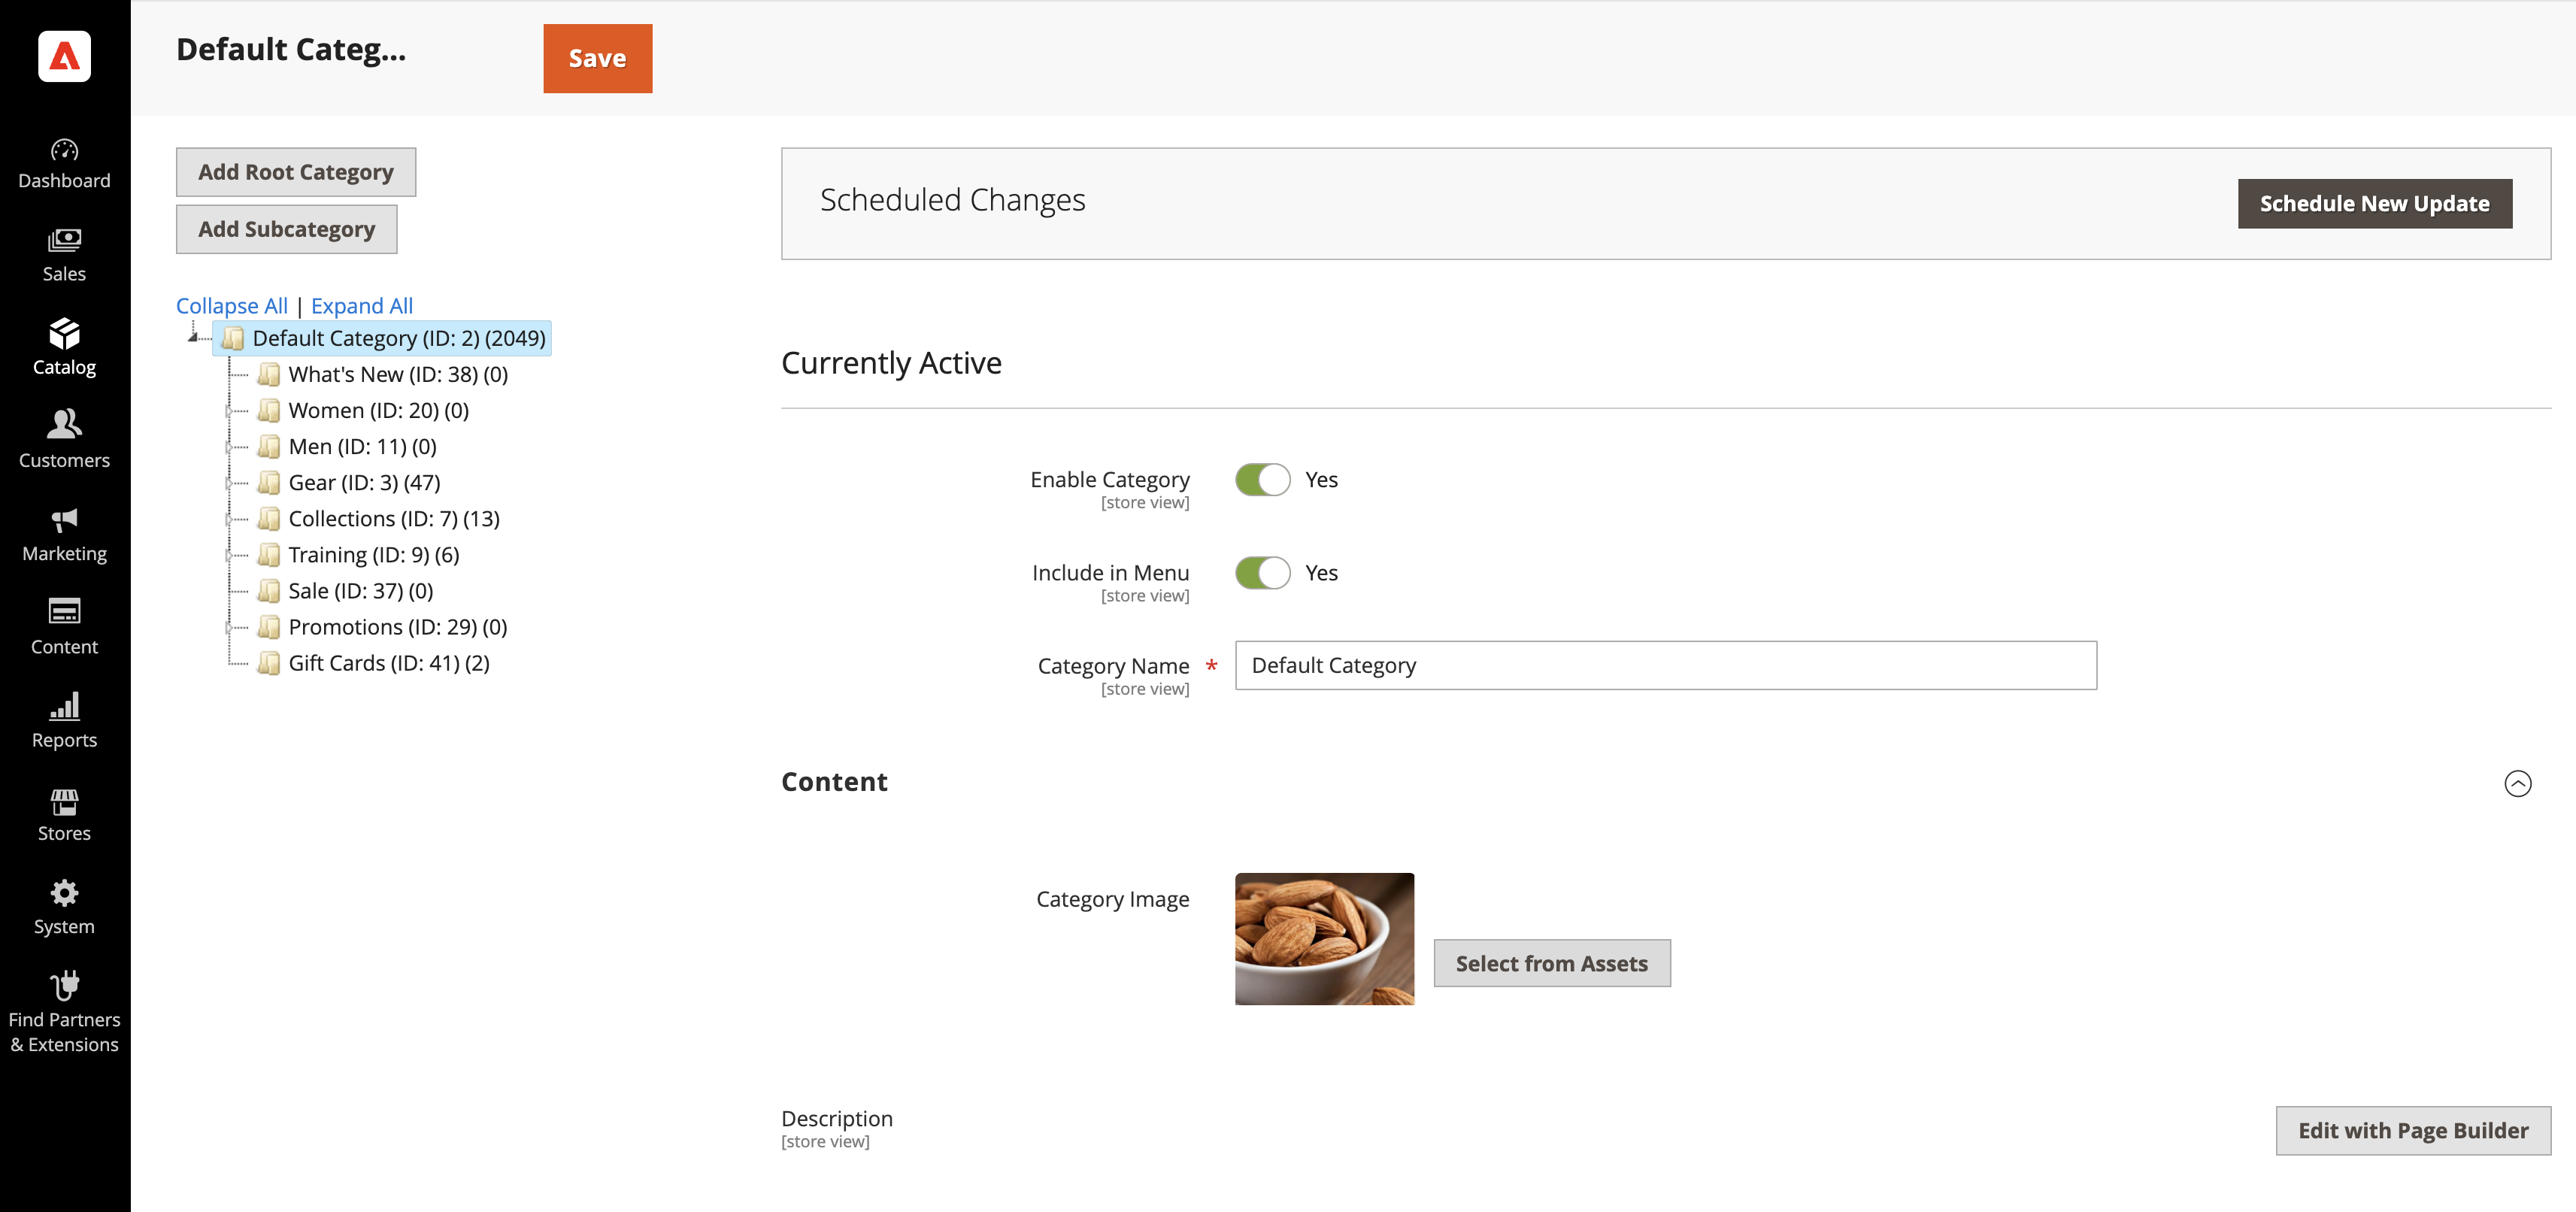 Default Categ...
Save
Dashboard
Sales
Catalog
Customers
Marketing
Content
Reports
Stores
System
Find Partners
& Extensions
Add Root Category
Add Subcategory
Collapse All | Expand All
Default Category (ID: 2) (2049)
What's New (ID: 38) (0)
Women (ID: 20) (0)
Men (ID: 11) (0)
Gear (ID: 3) (47)
Collections (ID: 7) (13)
Training (ID: 9) (6)
Sale (ID: 37) (0)
Promotions (ID: 29) (0)
Gift Cards (ID: 41) (2)
Scheduled Changes
Schedule New Update
Currently Active
Enable Category
[store view]
Yes
Include in Menu
[store view]
Yes
Category Name *
[store view]
Default Category
Content
Category Image
Select from Assets
Description
[store view]
Edit with Page Builder